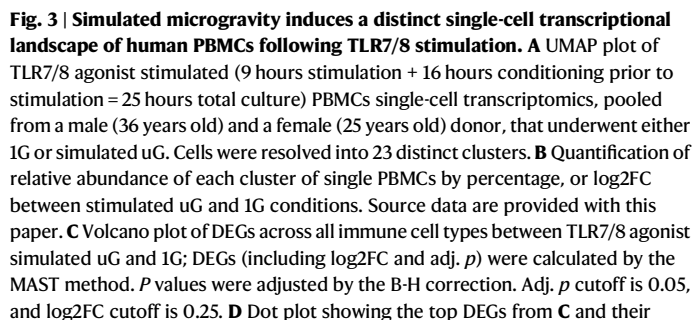 Fig. 3 | Simulated microgravity induces a distinct single-cell transcriptional
landscape of human PBMCs following TLR7/8 stimulation. A UMAP plot of
TLR7/8 agonist stimulated (9 hours stimulation + 16 hours conditioning prior to
stimulation = 25 hours total culture) PBMCs single-cell transcriptomics, pooled
from a male (36 years old) and a female (25 years old) donor, that underwent either
1G or simulated uG. Cells were resolved into 23 distinct clusters. B Quantification of
relative abundance of each cluster of single PBMCs by percentage, or log2FC
between stimulated uG and 1G conditions. Source data are provided with this
paper. C Volcano plot of DEGs across all immune cell types between TLR7/8 agonist
simulated uG and 1G; DEGs (including log2FC and adj. p) were calculated by the
MAST method. P values were adjusted by the B-H correction. Adj. p cutoff is 0.05,
and log2FC cutoff is 0.25. D Dot plot showing the top DEGs from C and their